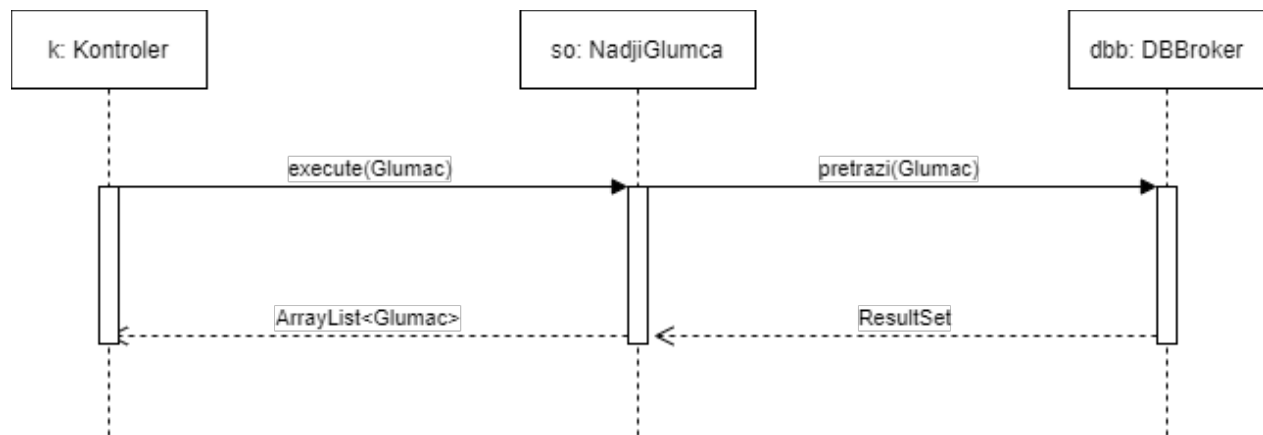 k: Kontroler
so: NadjiGlumca
dbb: DBBroker
execute(Glumac)
pretrazi(Glumac)
ArrayList<Glumac>
ResultSet